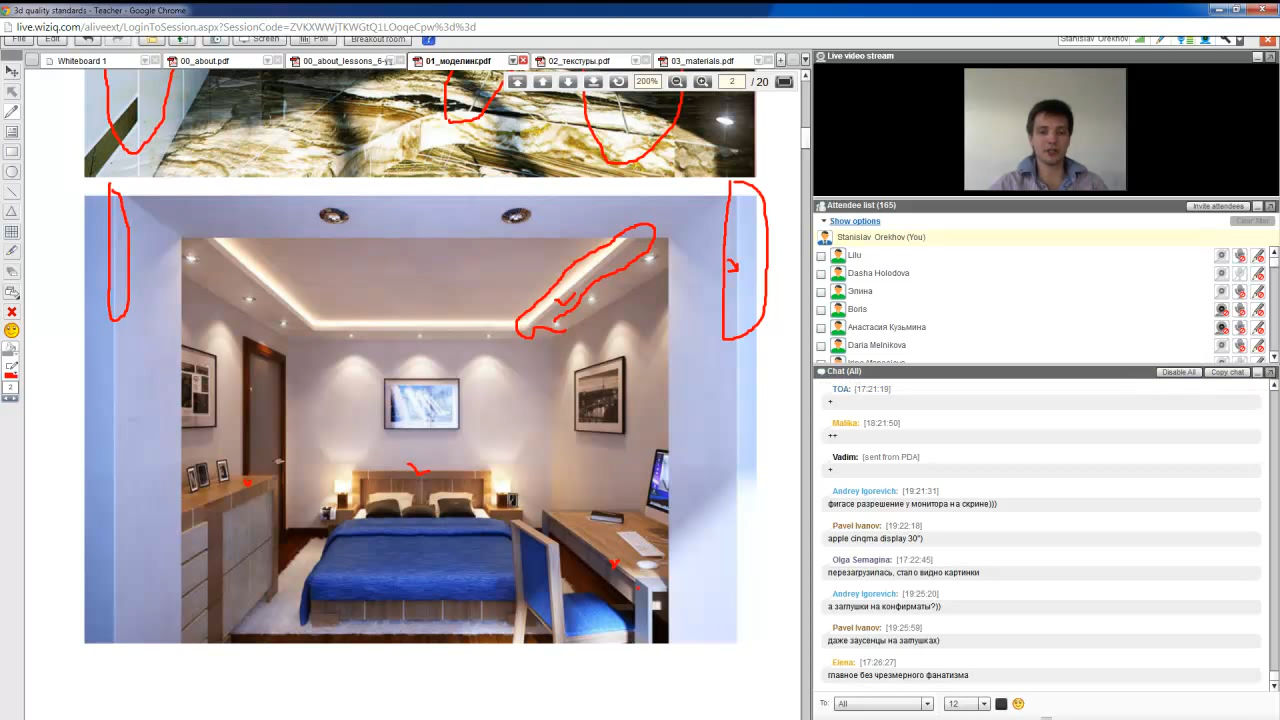 3d quality standards - Teacher - Google Chrome
live.wiziq.com/aliveext/LoginToSession.aspx?SessionCode=ZVKXWWjTKWGtQ1LOoqeCpw%3d%3d
File Edit Screen Poll Breakout room Stanislav Orekhov
Whiteboard 1 00_about.pdf 00_about_lessons_6- 01_моделинг.pdf 02_текстуры.pdf 03_materials.pdf
200% 2 / 20
Live video stream
Attendee list (165) Invite attendees
Show options Clear All
Stanislav Orekhov (You)
Lilu
Dasha Holodova
Элина
Boris
Анастасия Кузьмина
Daria Melnikova
Chat (All) Disable All Copy chat
TOA: [17:21:19]
+
Malika: [18:21:50]
++
Vadim: [sent from PDA]
+
Andrey Igorevich: [19:21:31]
фигасе разрешение у монитора на скрине)))
Pavel Ivanov: [19:22:18]
apple cinqma display 30")
Olga Semagina: [17:22:45]
перезагрузилась, стало видно картинки
Andrey Igorevich: [19:25:20]
а заглушки на конфирматы?))
Pavel Ivanov: [19:25:59]
даже заусенцы на заглушках)
Elena: [17:26:27]
главное без чрезмерного фанатизма
To: All 12
2